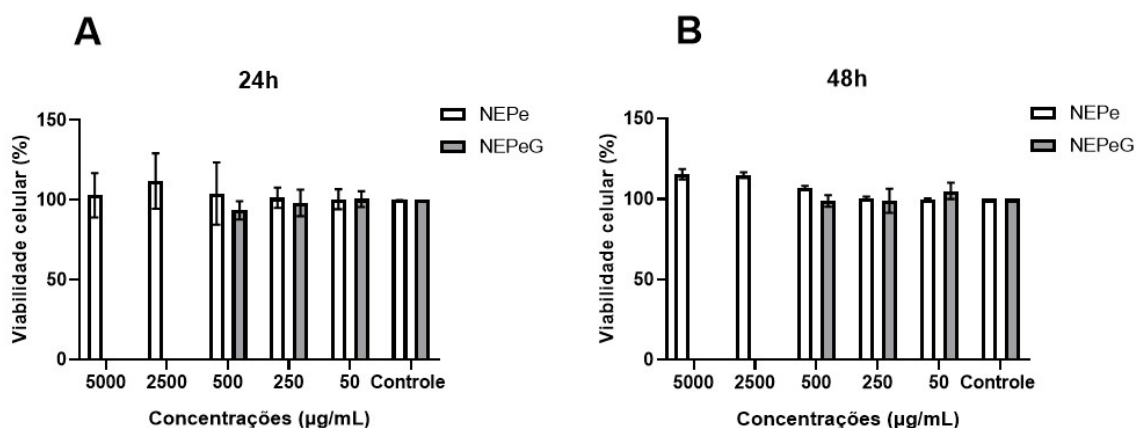 A
24h
NEPe
NEPeG
Viabilidade celular (%)
150
100
50
0
5000 2500 500 250 50 Controle
Concentrações (µg/mL)
B
48h
NEPe
NEPeG
Viabilidade celular (%)
150
100
50
0
5000 2500 500 250 50 Controle
Concentrações (µg/mL)